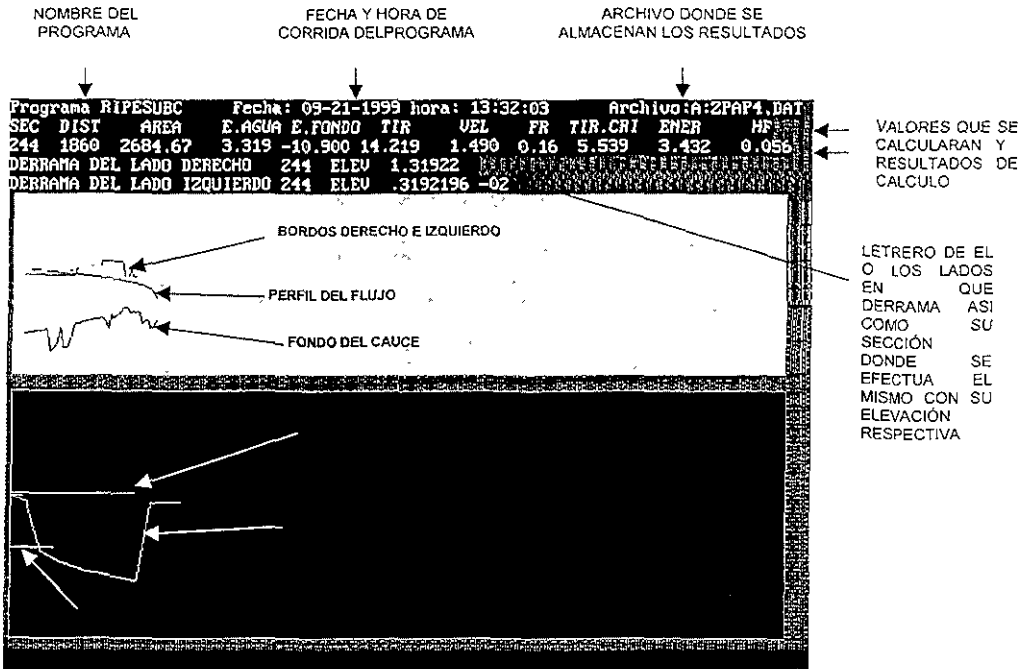 NOMBRE DEL
PROGRAMA
FECHA Y HORA DE
CORRIDA DELPROGRAMA
ARCHIVO DONDE SE
ALMACENAN LOS RESULTADOS
Programa RIPESUBC Fecha: 09-21-1999 hora: 13:32:03 Archivo:A:ZPAP4.DAT
SEC DIST AREA E.AGUA E.FONDO TIR VEL FR TIR.CRI ENER HF
244 1860 2684.67 3.319 -10.900 14.219 1.490 0.16 5.539 3.432 0.056
DERRAMA DEL LADO DERECHO 244 ELEV 1.31922
DERRAMA DEL LADO IZQUIERDO 244 ELEV .3192196 -02
VALORES QUE SE
CALCULARAN Y
RESULTADOS DE
CALCULO
BORDOS DERECHO E IZQUIERDO
PERFIL DEL FLUJO
FONDO DEL CAUCE
LETRERO DE EL
O LOS LADOS
EN QUE
DERRAMA ASI
COMO SU
SECCIÓN
DONDE SE
EFECTUA EL
MISMO CON SU
ELEVACIÓN
RESPECTIVA